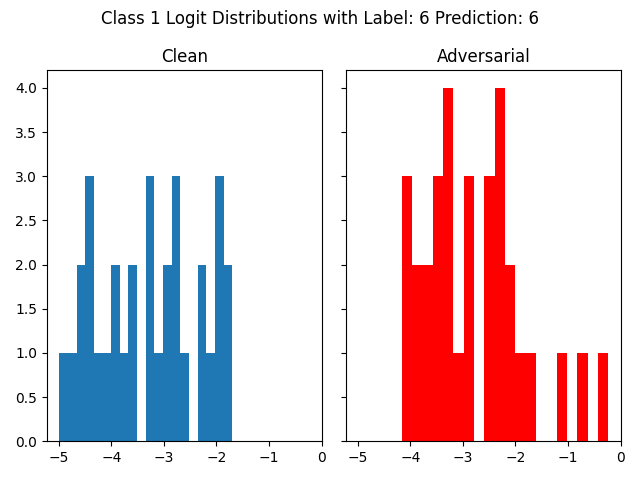 Class 1 Logit Distributions with Label: 6 Prediction: 6
Clean
Adversarial
4.0
3.5
3.0
2.5
2.0
1.5
1.0
0.5
0.0
−5 −4 −3 −2 −1 0
−5 −4 −3 −2 −1 0